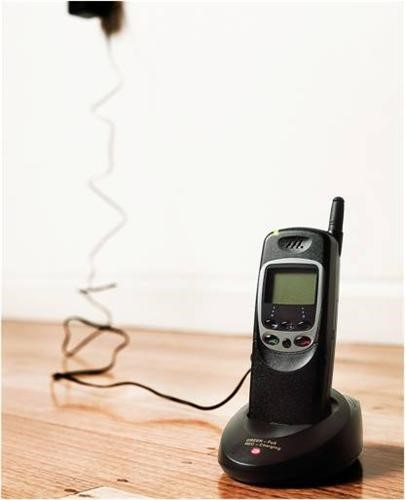 GREEN - Full
RED - Charging